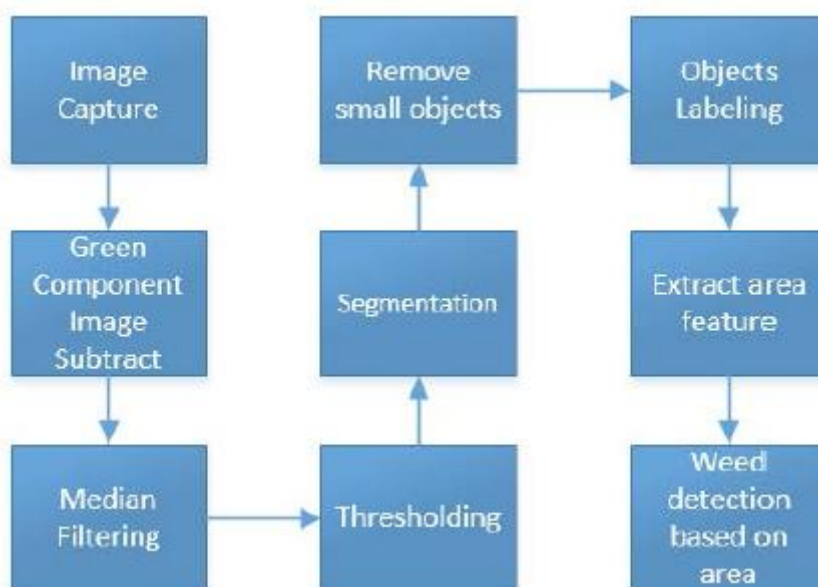 Image
Capture
Green
Component
Image
Subtract
Median
Filtering
Thresholding
Segmentation
Remove
small objects
Objects
Labeling
Extract area
feature
Weed
detection
based on
area